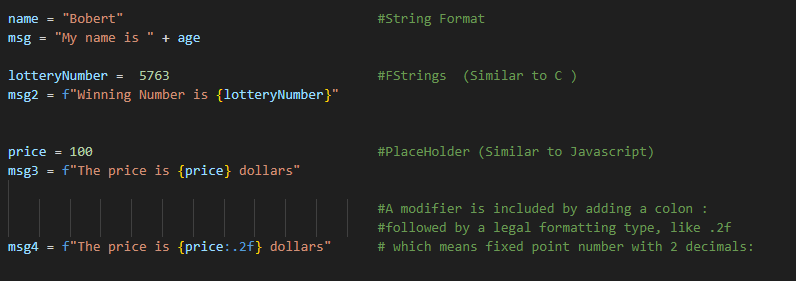 name = "Bobert" #String Format
msg = "My name is " + age
lotteryNumber =  5763 #FStrings  (Similar to C )
msg2 = f"Winning Number is {lotteryNumber}"
price = 100 #PlaceHolder (Similar to Javascript)
msg3 = f"The price is {price} dollars"
#A modifier is included by adding a colon :
#followed by a legal formatting type, like .2f
msg4 = f"The price is {price:.2f} dollars" # which means fixed point number with 2 decimals: